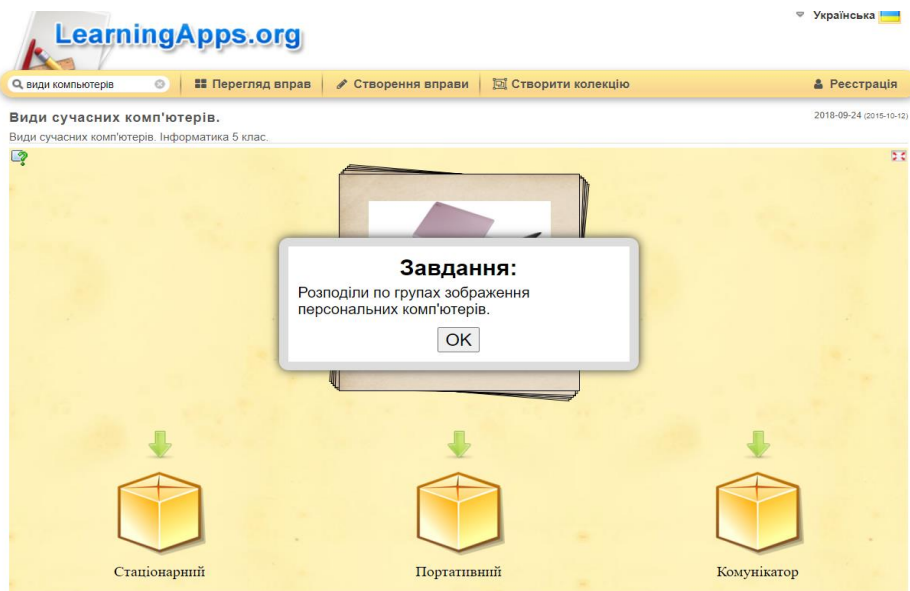 Українська
LearningApps.org
види компьютерів
Перегляд вправ
Створення вправи
Створити колекцію
Реєстрація
Види сучасних комп'ютерів.
2018-09-24 (2015-10-12)
Види сучасних комп'ютерів. Інформатика 5 клас.
Завдання:
Розподіли по групах зображення
персональних комп'ютерів.
OK
Стаціонарний
Портативний
Комунікатор